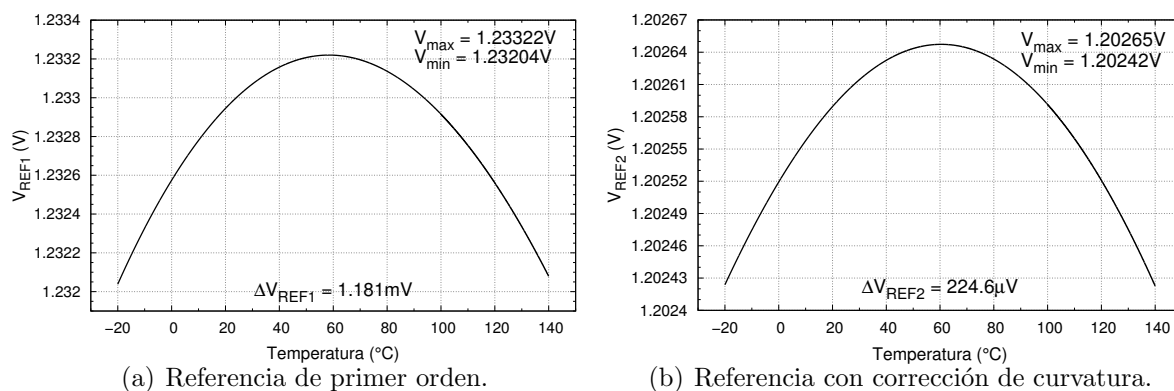 1.2334
1.2332
1.233
1.2328
1.2326
1.2324
1.2322
1.232
V_REF1 (V)
V_max = 1.23322V
V_min = 1.23204V
ΔV_REF1 = 1.181mV
−20 0 20 40 60 80 100 120 140
Temperatura (°C)
(a) Referencia de primer orden.
1.20267
1.20264
1.20261
1.20258
1.20255
1.20252
1.20249
1.20246
1.20243
1.2024
V_REF2 (V)
V_max = 1.20265V
V_min = 1.20242V
ΔV_REF2 = 224.6μV
−20 0 20 40 60 80 100 120 140
Temperatura (°C)
(b) Referencia con corrección de curvatura.